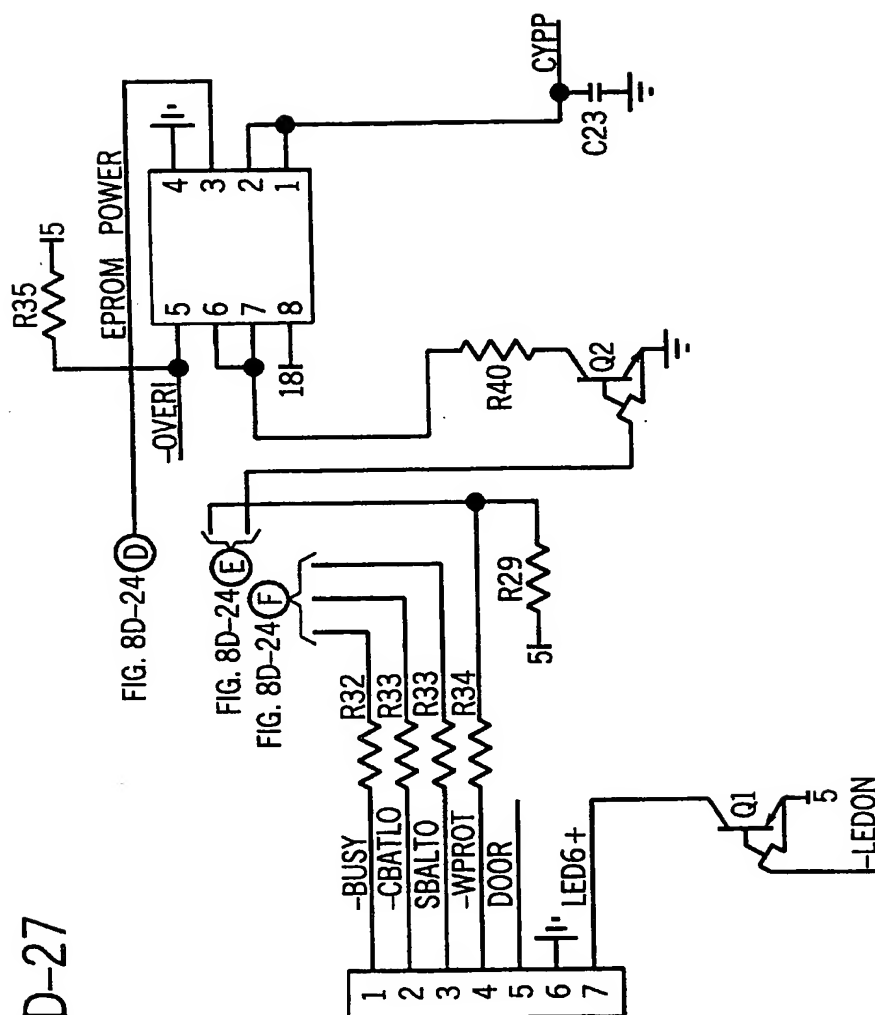 D-27
R35
5
EPROM POWER
-OVERI
5
6
7
8
4
3
2
1
18
CYPP
C23
R40
Q2
FIG. 8D-24 D
FIG. 8D-24 E
FIG. 8D-24 F
R29
5
R32
R33
R33
R34
-BUSY
-CBATLO
SBALTO
-WPROT
DOOR
LED6+
1
2
3
4
5
6
7
Q1
5
-LEDON